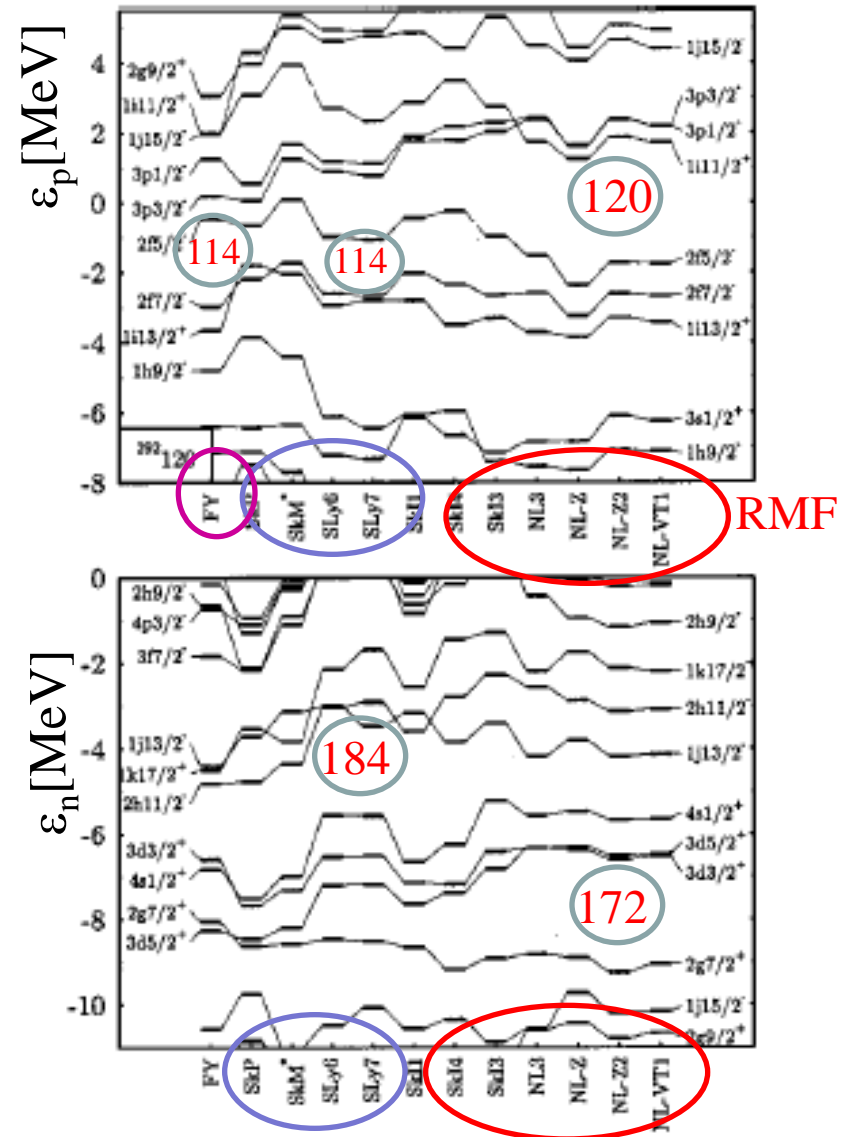 εp[MeV]
4
2
0
-2
-4
-6
-8
2g9/2+
1i11/2+
1j15/2-
3p1/2-
3p3/2-
2f5/2-
2f7/2-
1i13/2+
1h9/2-
292120
114
114
120
1j15/2-
3p3/2-
3p1/2-
1i11/2+
2f5/2-
2f7/2-
1i13/2+
3s1/2+
1h9/2-
FY
SkP
SkM*
SLy6
SLy7
SkI1
SkI4
SkI3
NL3
NL-Z
NL-Z2
NL-VT1
RMF
εn[MeV]
0
-2
-4
-6
-8
-10
2h9/2-
4p3/2-
3f7/2-
1j13/2-
1k17/2+
2h11/2-
3d3/2+
4s1/2+
2g7/2+
3d5/2+
184
172
2h9/2-
1k17/2-
2h11/2-
1j13/2-
4s1/2+
3d5/2+
3d3/2+
2g7/2+
1j15/2-
2g9/2+
FY
SkP
SkM*
SLy6
SLy7
SkI1
SkI4
SkI3
NL3
NL-Z
NL-Z2
NL-VT1